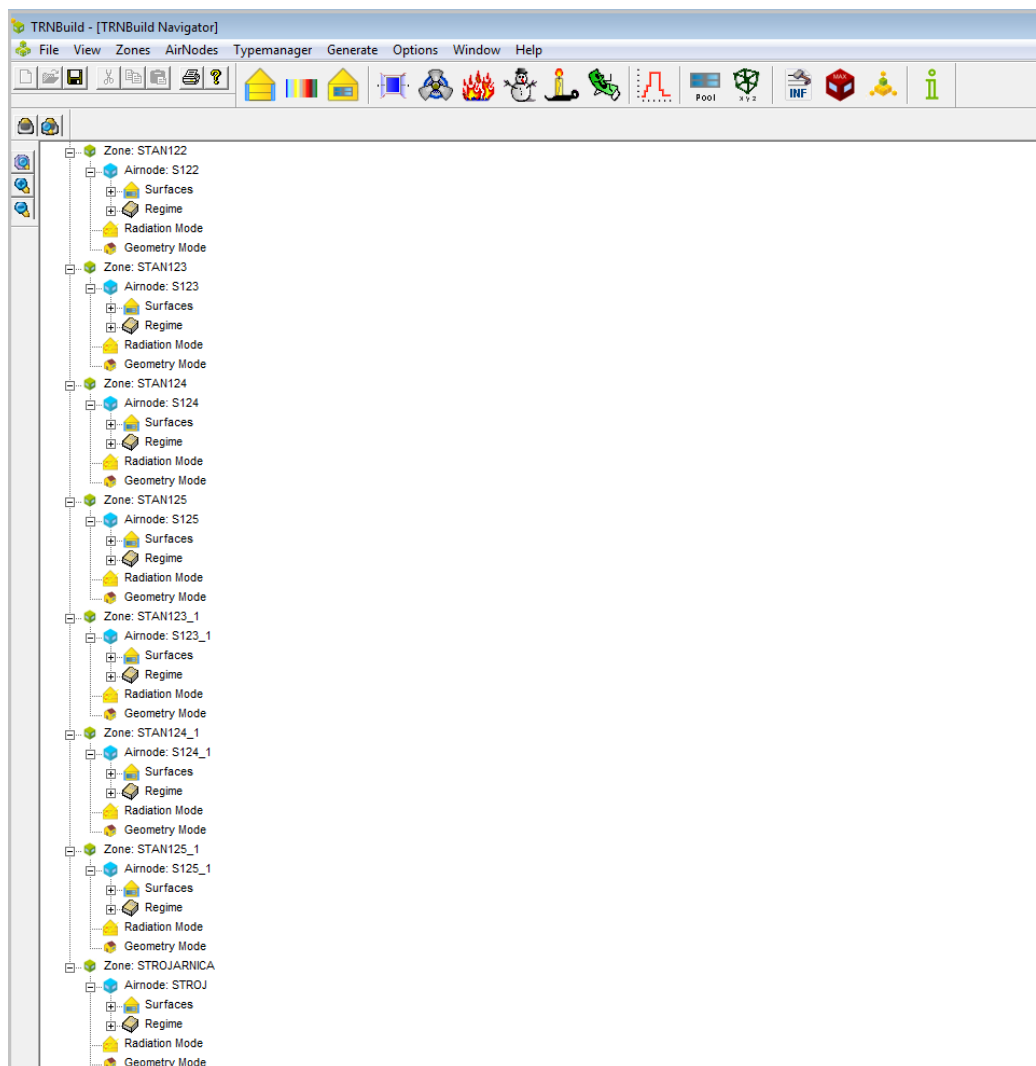 TRNBuild - [TRNBuild Navigator]
File View Zones AirNodes Typemanager Generate Options Window Help
Pool x y z INF MAX i
Zone: STAN122
Airnode: S122
Surfaces
Regime
Radiation Mode
Geometry Mode
Zone: STAN123
Airnode: S123
Surfaces
Regime
Radiation Mode
Geometry Mode
Zone: STAN124
Airnode: S124
Surfaces
Regime
Radiation Mode
Geometry Mode
Zone: STAN125
Airnode: S125
Surfaces
Regime
Radiation Mode
Geometry Mode
Zone: STAN123_1
Airnode: S123_1
Surfaces
Regime
Radiation Mode
Geometry Mode
Zone: STAN124_1
Airnode: S124_1
Surfaces
Regime
Radiation Mode
Geometry Mode
Zone: STAN125_1
Airnode: S125_1
Surfaces
Regime
Radiation Mode
Geometry Mode
Zone: STROJARNICA
Airnode: STROJ
Surfaces
Regime
Radiation Mode
Geometry Mode